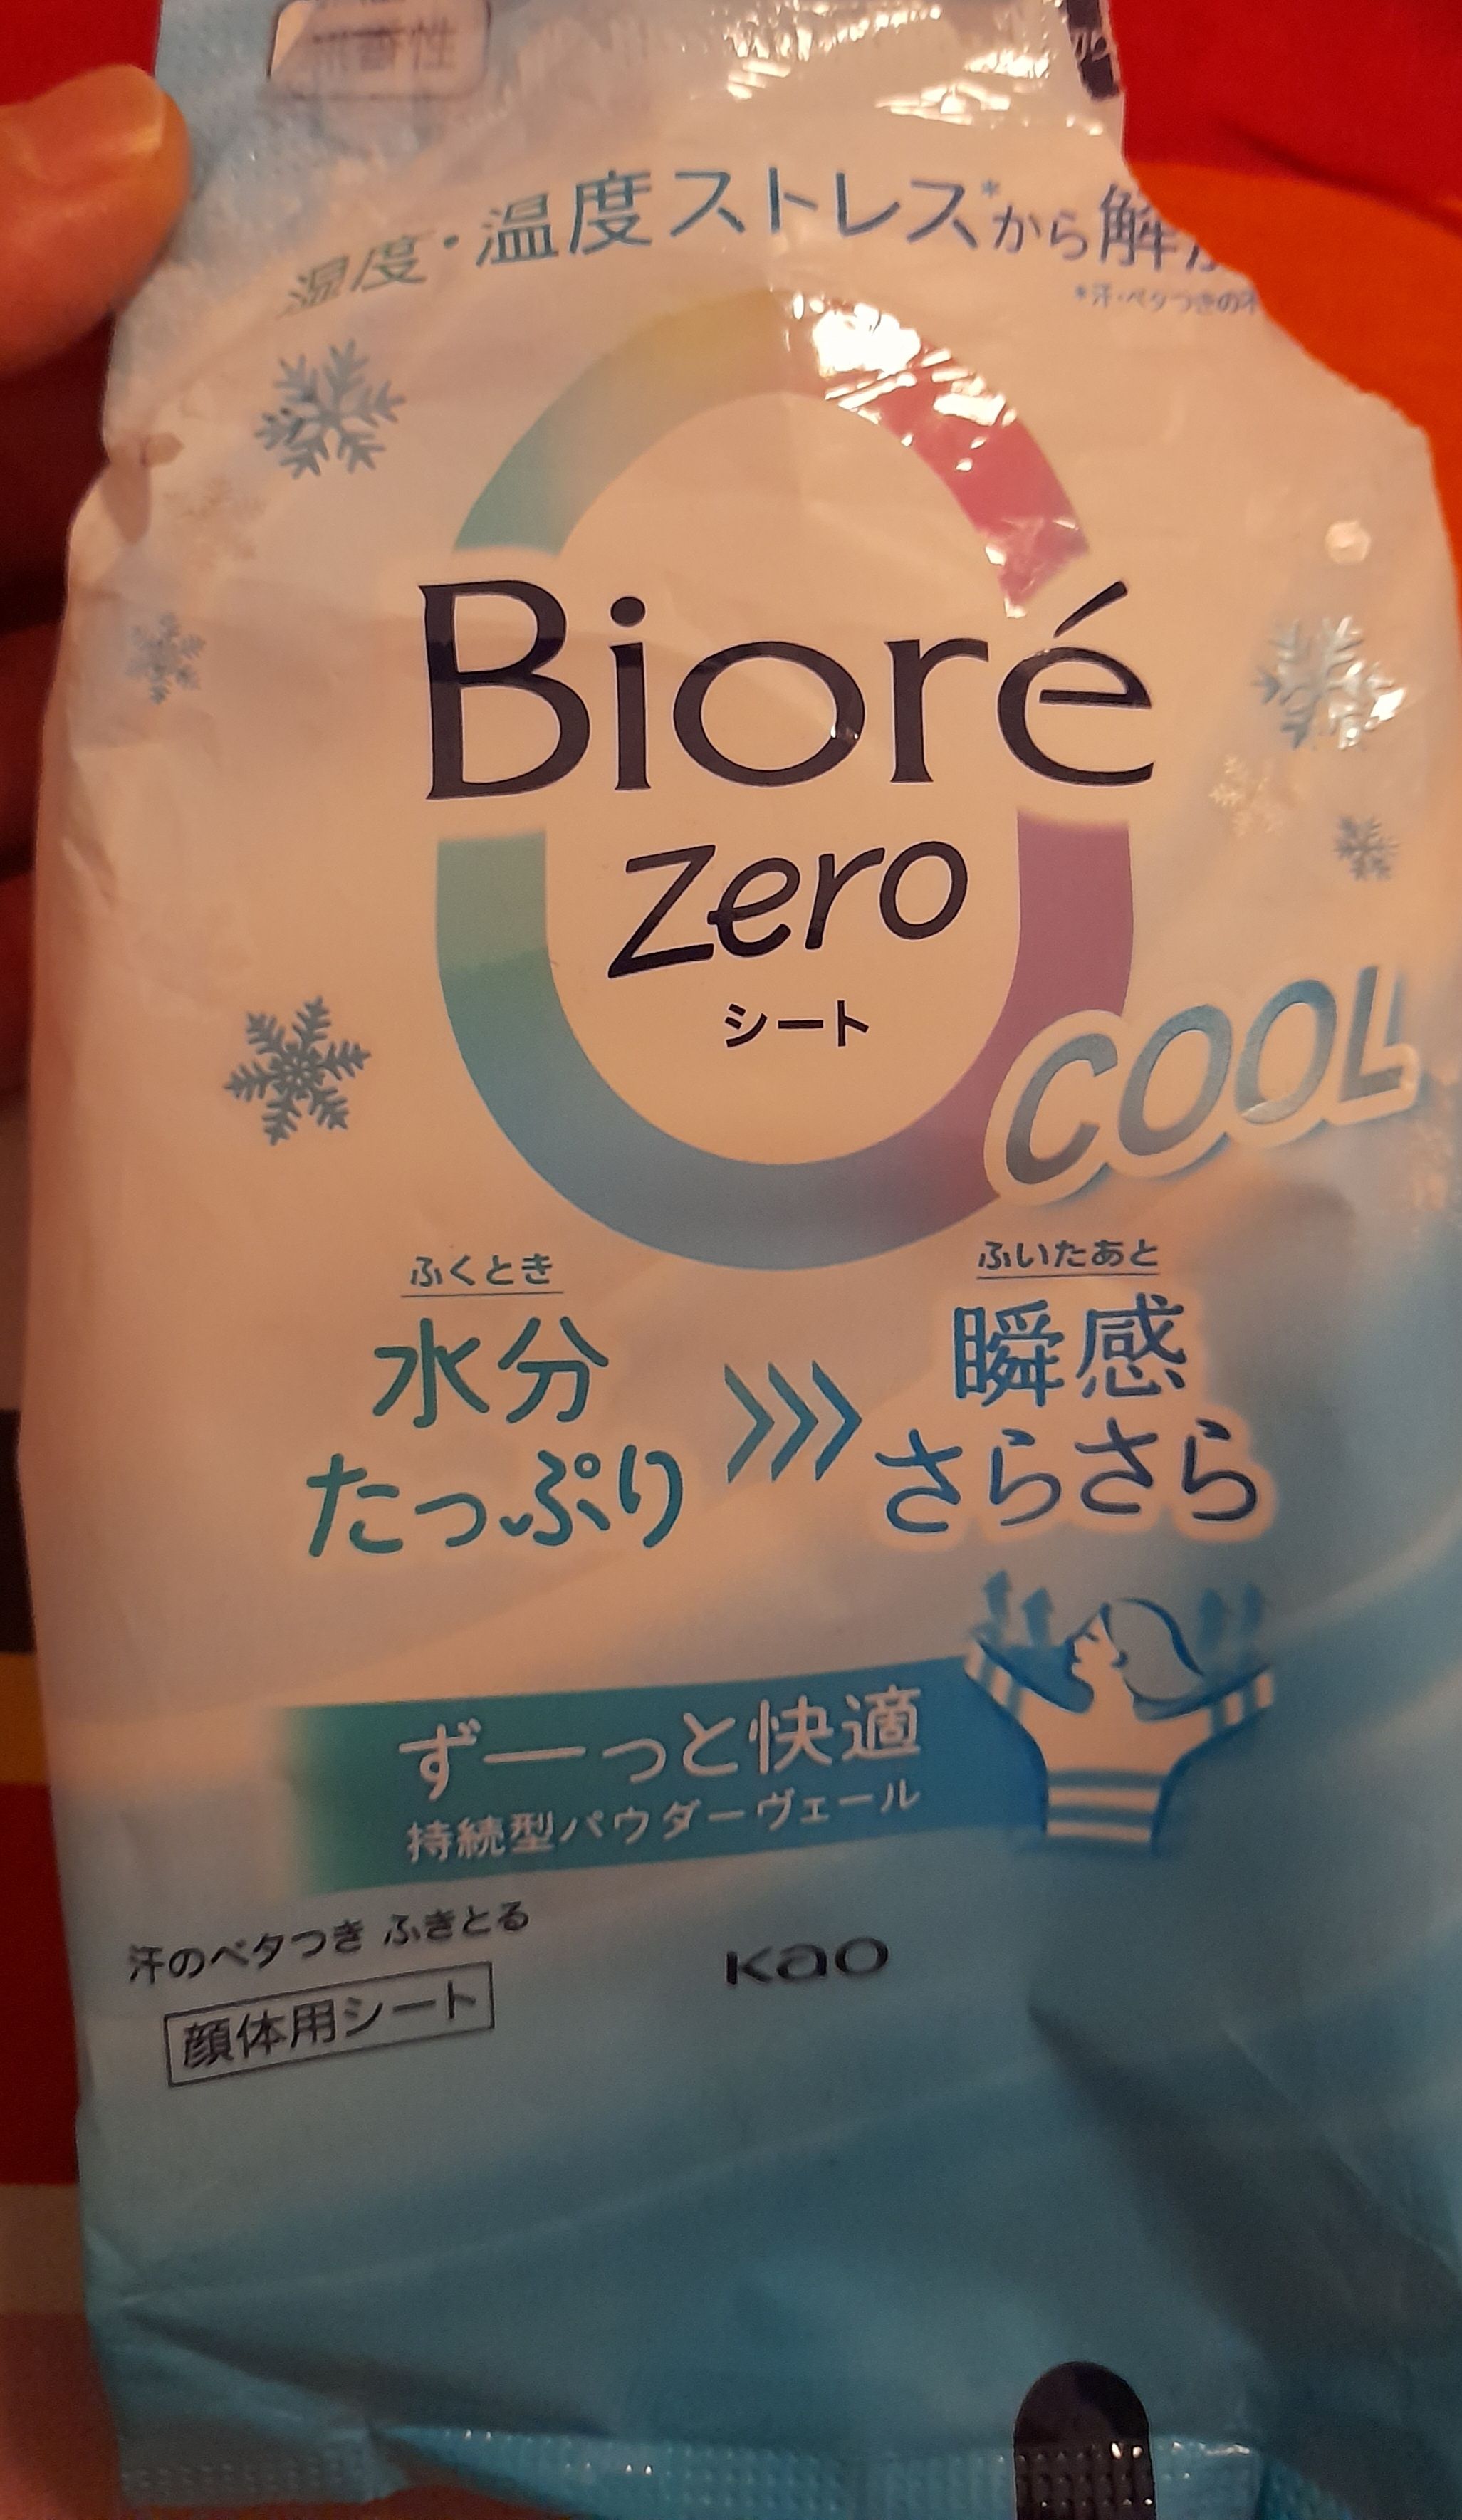 無香性
湿度・温度ストレス*から解
*汗・ベタつきの
Bioré
zero
シート
COOL
ふくとき
水分
たっぷり
ふいたあと
瞬感
さらさら
ずーっと快適
持続型パウダーヴェール
汗のベタつき ふきとる
顔体用シート
Kao